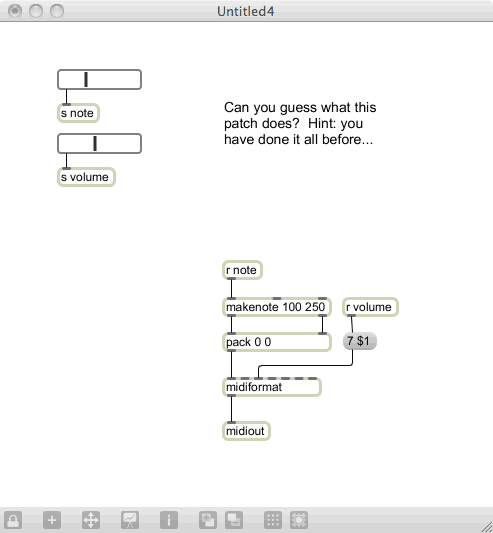 Untitled4
s note
Can you guess what this
patch does?  Hint: you
have done it all before...
s volume
r note
makenote 100 250
r volume
pack 0 0
7 $1
midiformat
midiout